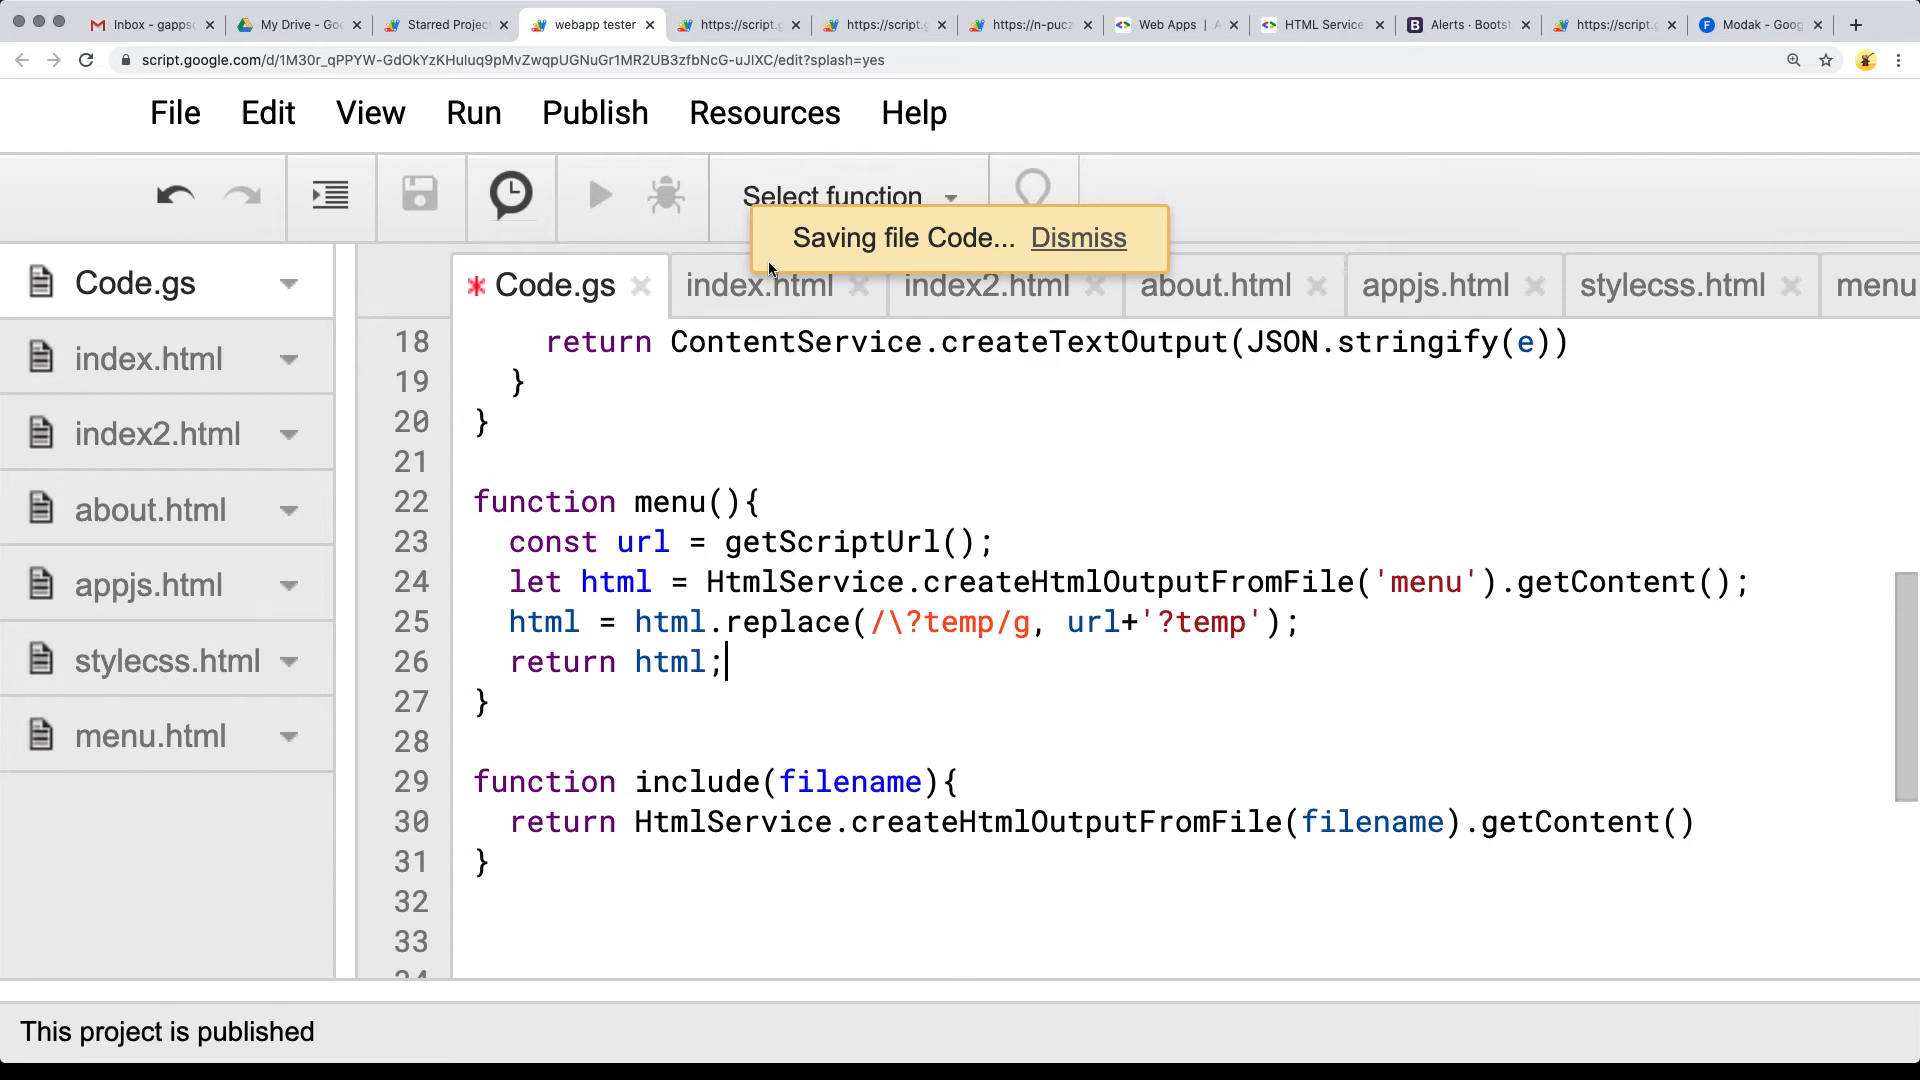 Inbox - gapps
My Drive - Go
Starred Projec
webapp tester
https://script.g
https://script.g
https://n-pucz
Web Apps | A
HTML Service
Alerts · Boots
https://script.g
Modak - Goog
script.google.com/d/1M30r_qPPYW-GdOkYzKHuluq9pMvZwqpUGNuGr1MR2UB3zfbNcG-uJIXC/edit?splash=yes
File Edit View Run Publish Resources Help
Select function
Saving file Code... Dismiss
Code.gs
index.html
index2.html
about.html
appjs.html
stylecss.html
menu.html
* Code.gs index.html index2.html about.html appjs.html stylecss.html menu
18 return ContentService.createTextOutput(JSON.stringify(e))
19 }
20 }
21
22 function menu(){
23 const url = getScriptUrl();
24 let html = HtmlService.createHtmlOutputFromFile('menu').getContent();
25 html = html.replace(/\?temp/g, url+'?temp');
26 return html;
27 }
28
29 function include(filename){
30 return HtmlService.createHtmlOutputFromFile(filename).getContent()
31 }
32
33
34
This project is published